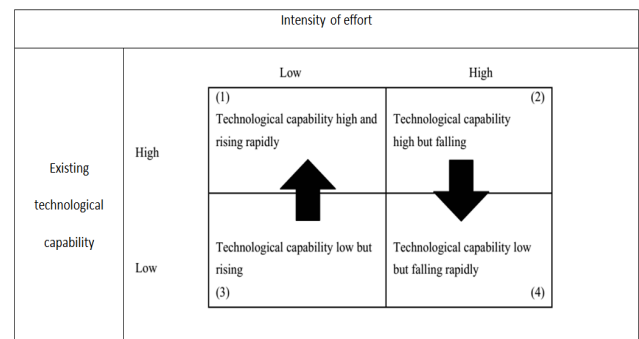 Intensity of effort
Low High
(1) (2)
Technological capability high and Technological capability
rising rapidly high but falling
High
Existing
technological
capability
Technological capability low but Technological capability low
Low rising but falling rapidly
(3) (4)